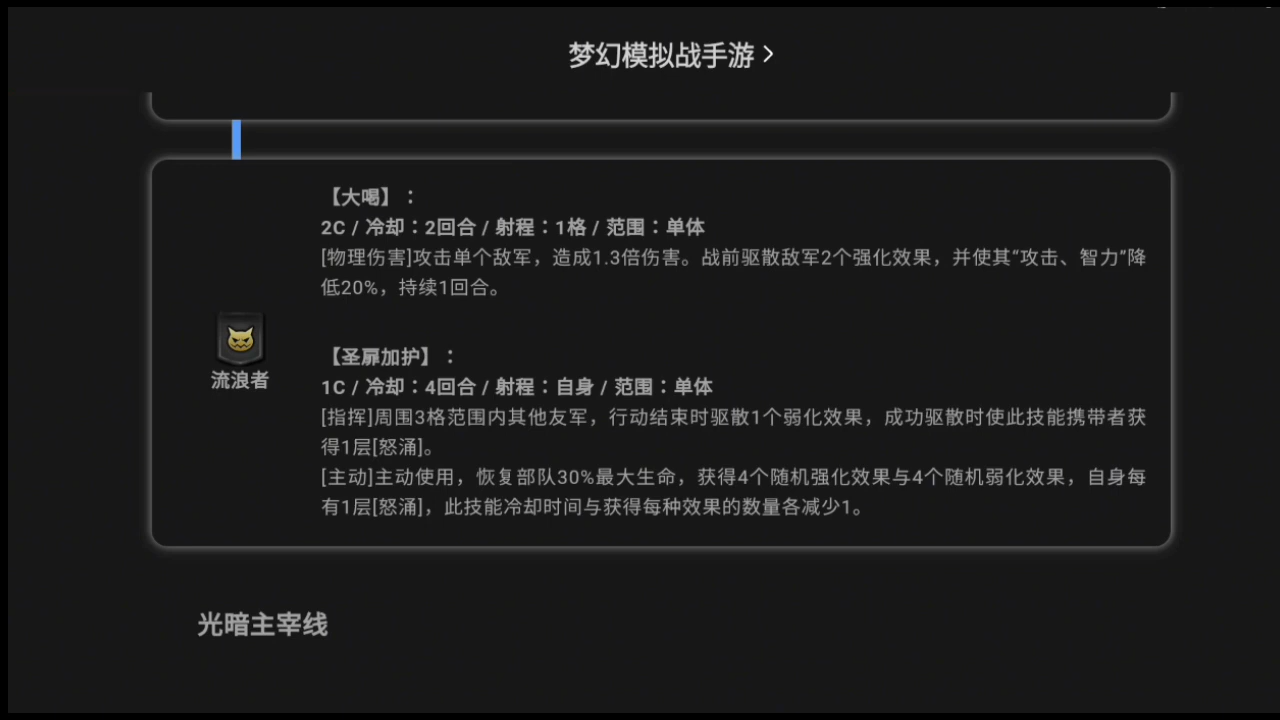 梦幻模拟战手游 >
【大喝】：
2C / 冷却：2回合 / 射程：1格 / 范围：单体
[物理伤害]攻击单个敌军，造成1.3倍伤害。战前驱散敌军2个强化效果，并使其“攻击、智力”降
低20%，持续1回合。
【圣扉加护】：
1C / 冷却：4回合 / 射程：自身 / 范围：单体
[指挥]周围3格范围内其他友军，行动结束时驱散1个弱化效果，成功驱散时使此技能携带者获
得1层[怒涌]。
[主动]主动使用，恢复部队30%最大生命，获得4个随机强化效果与4个随机弱化效果，自身每
有1层[怒涌]，此技能冷却时间与获得每种效果的数量各减少1。
流浪者
光暗主宰线